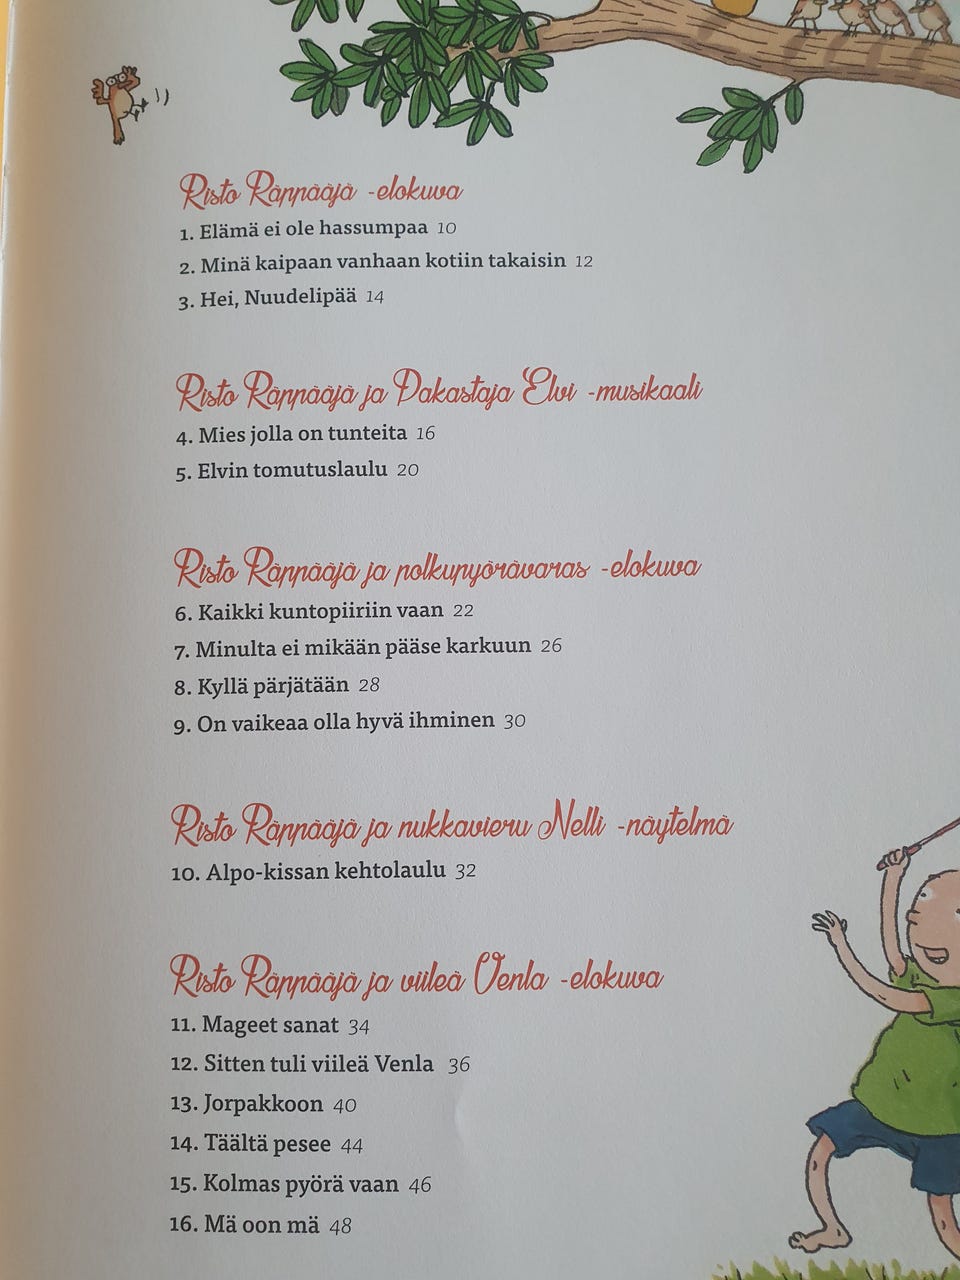 Risto Räppääjä -elokuva
1. Elämä ei ole hassumpaa 10
2. Minä kaipaan vanhaan kotiin takaisin 12
3. Hei, Nuudelipää 14
Risto Räppääjä ja Pakastaja Elvi -musikaali
4. Mies jolla on tunteita 16
5. Elvin tomutuslaulu 20
Risto Räppääjä ja polkupyörävaras -elokuva
6. Kaikki kuntopiiriin vaan 22
7. Minulta ei mikään pääse karkuun 26
8. Kyllä pärjätään 28
9. On vaikeaa olla hyvä ihminen 30
Risto Räppääjä ja nukkavieru Nelli -näytelmä
10. Alpo-kissan kehtolaulu 32
Risto Räppääjä ja viileä Venla -elokuva
11. Mageet sanat 34
12. Sitten tuli viileä Venla 36
13. Jorpakkoon 40
14. Täältä pesee 44
15. Kolmas pyörä vaan 46
16. Mä oon mä 48